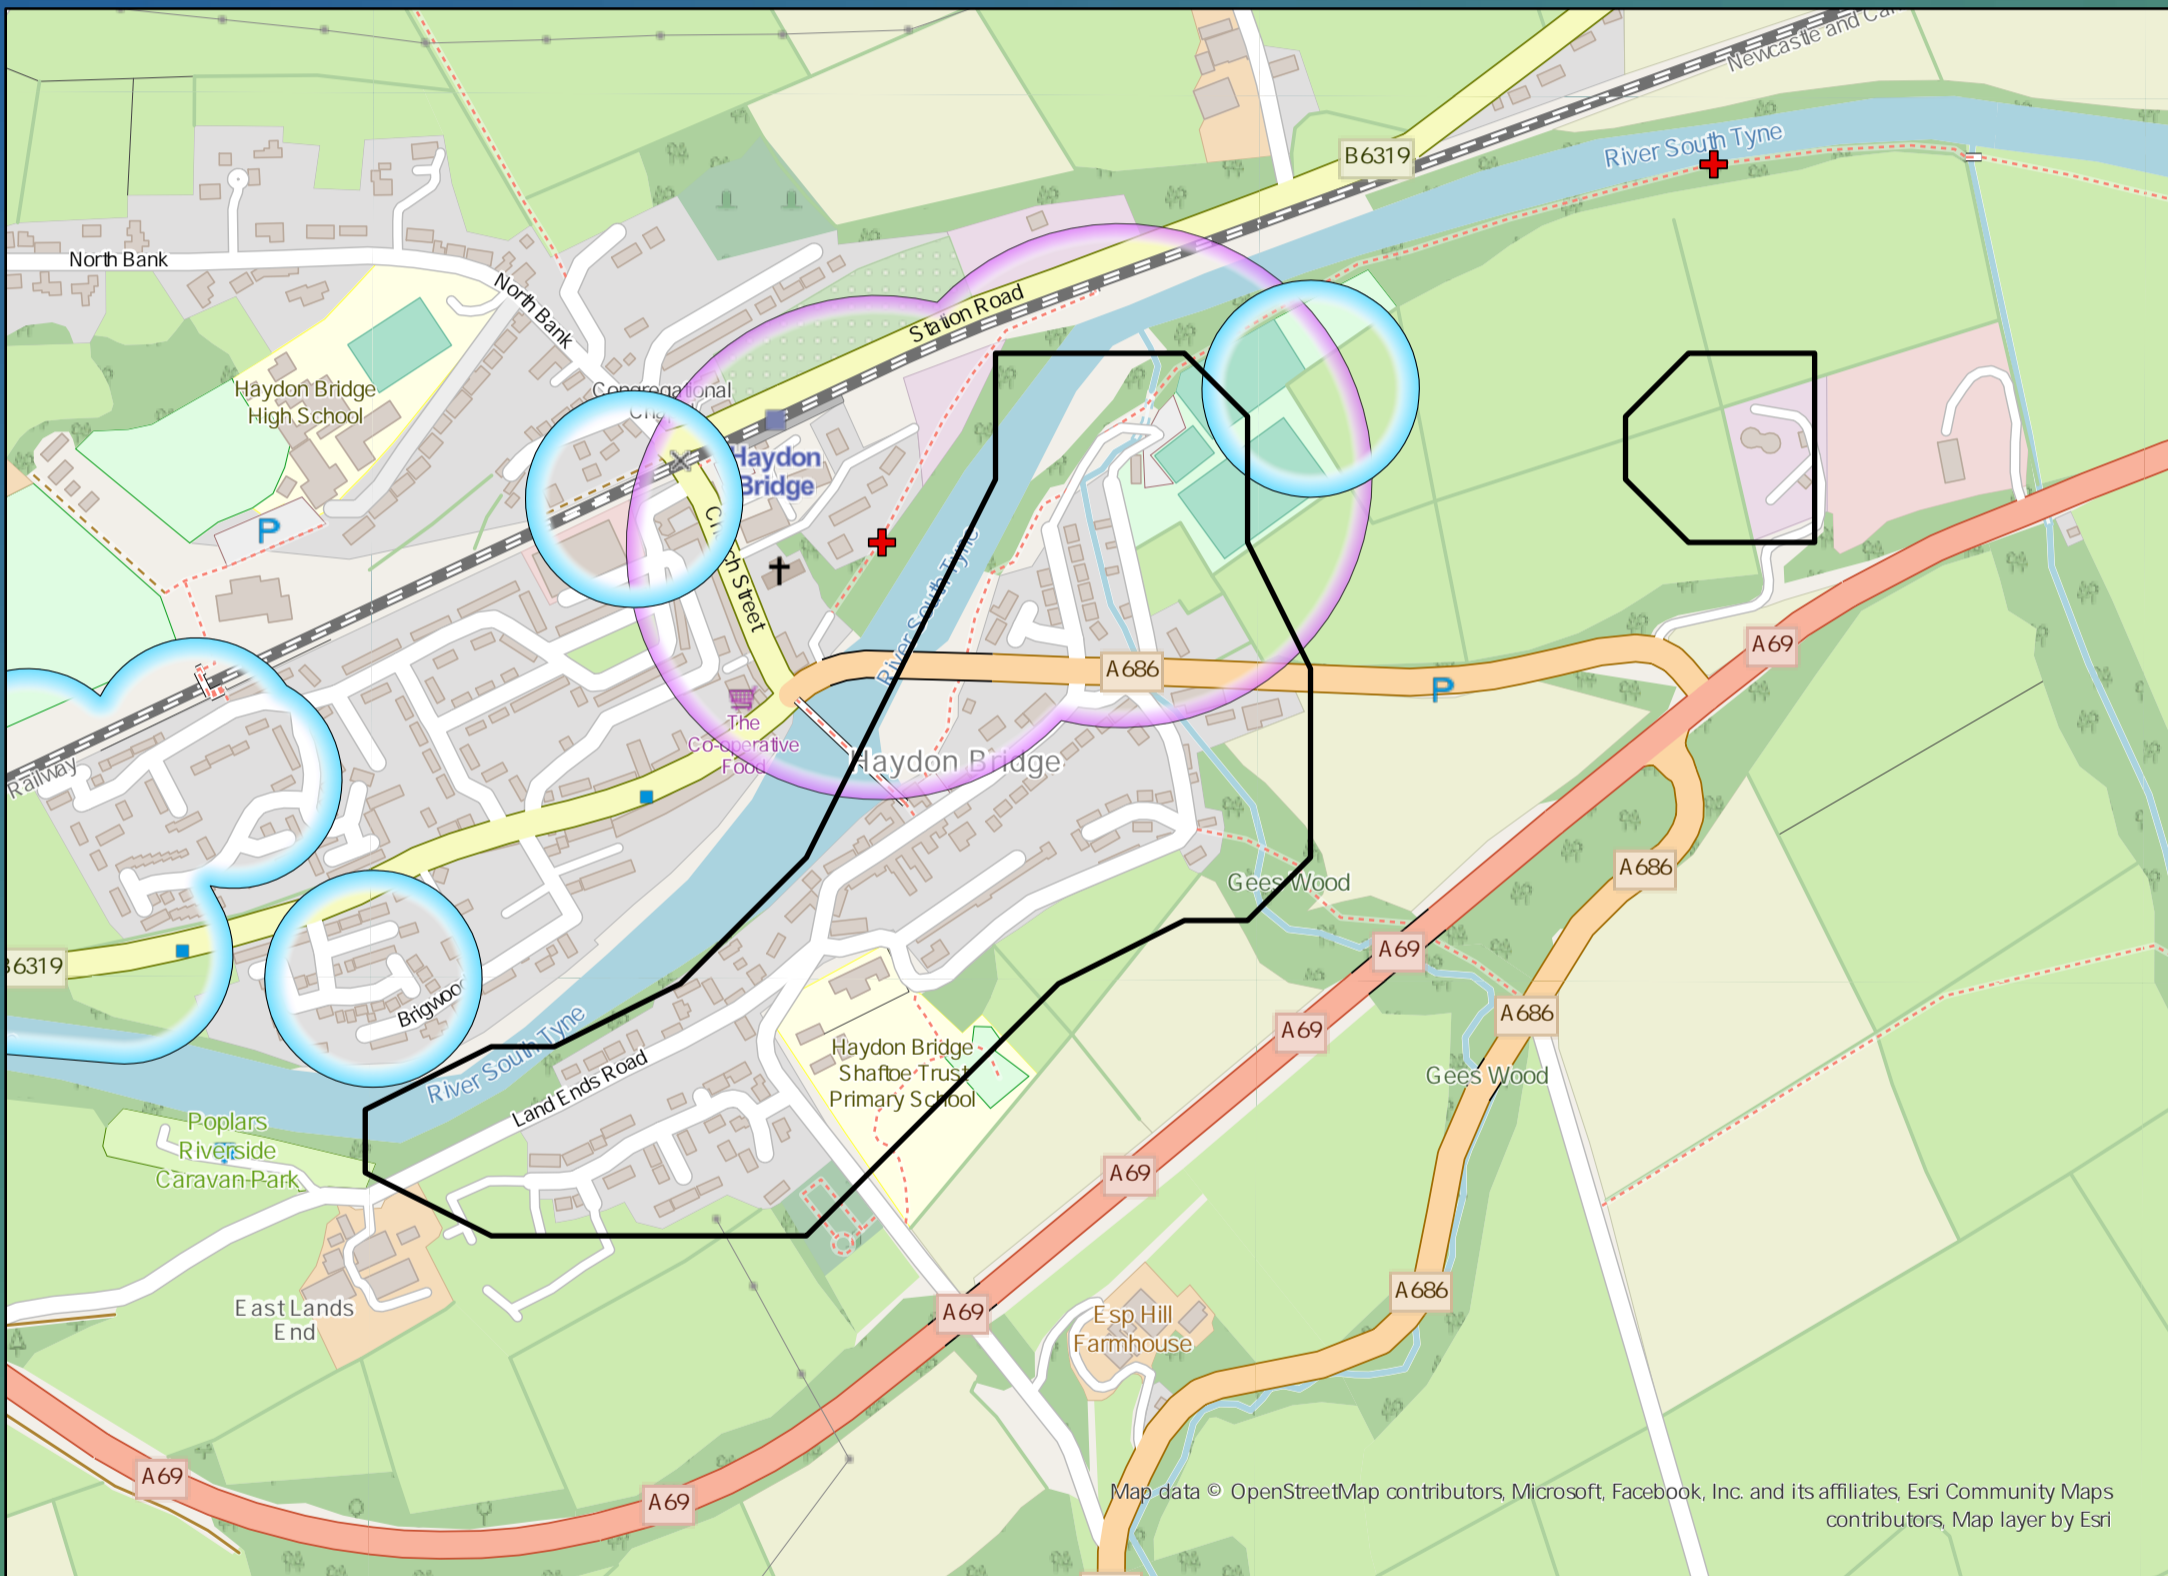 Newcastle and Ca
B6319
River South Tyne
North Bank
North Bank
Station Road
Haydon Bridge
High School
Congregational
Haydon
Bridge
P
Church Street
River South Tyne
A686
A69
P
The
Co-operative
Food
Haydon Bridge
Railway
A686
Gees Wood
A69
B6319
Brigwood
A686
A69
River South Tyne
Land Ends Road
Haydon Bridge
Shaftoe Trust
Primary School
Gees Wood
Poplars
Riverside
Caravan Park
A69
A686
East Lands
End
A69
Esp Hill
Farmhouse
A69
A69
Map data © OpenStreetMap contributors, Microsoft, Facebook, Inc. and its affiliates, Esri Community Maps
contributors, Map layer by Esri